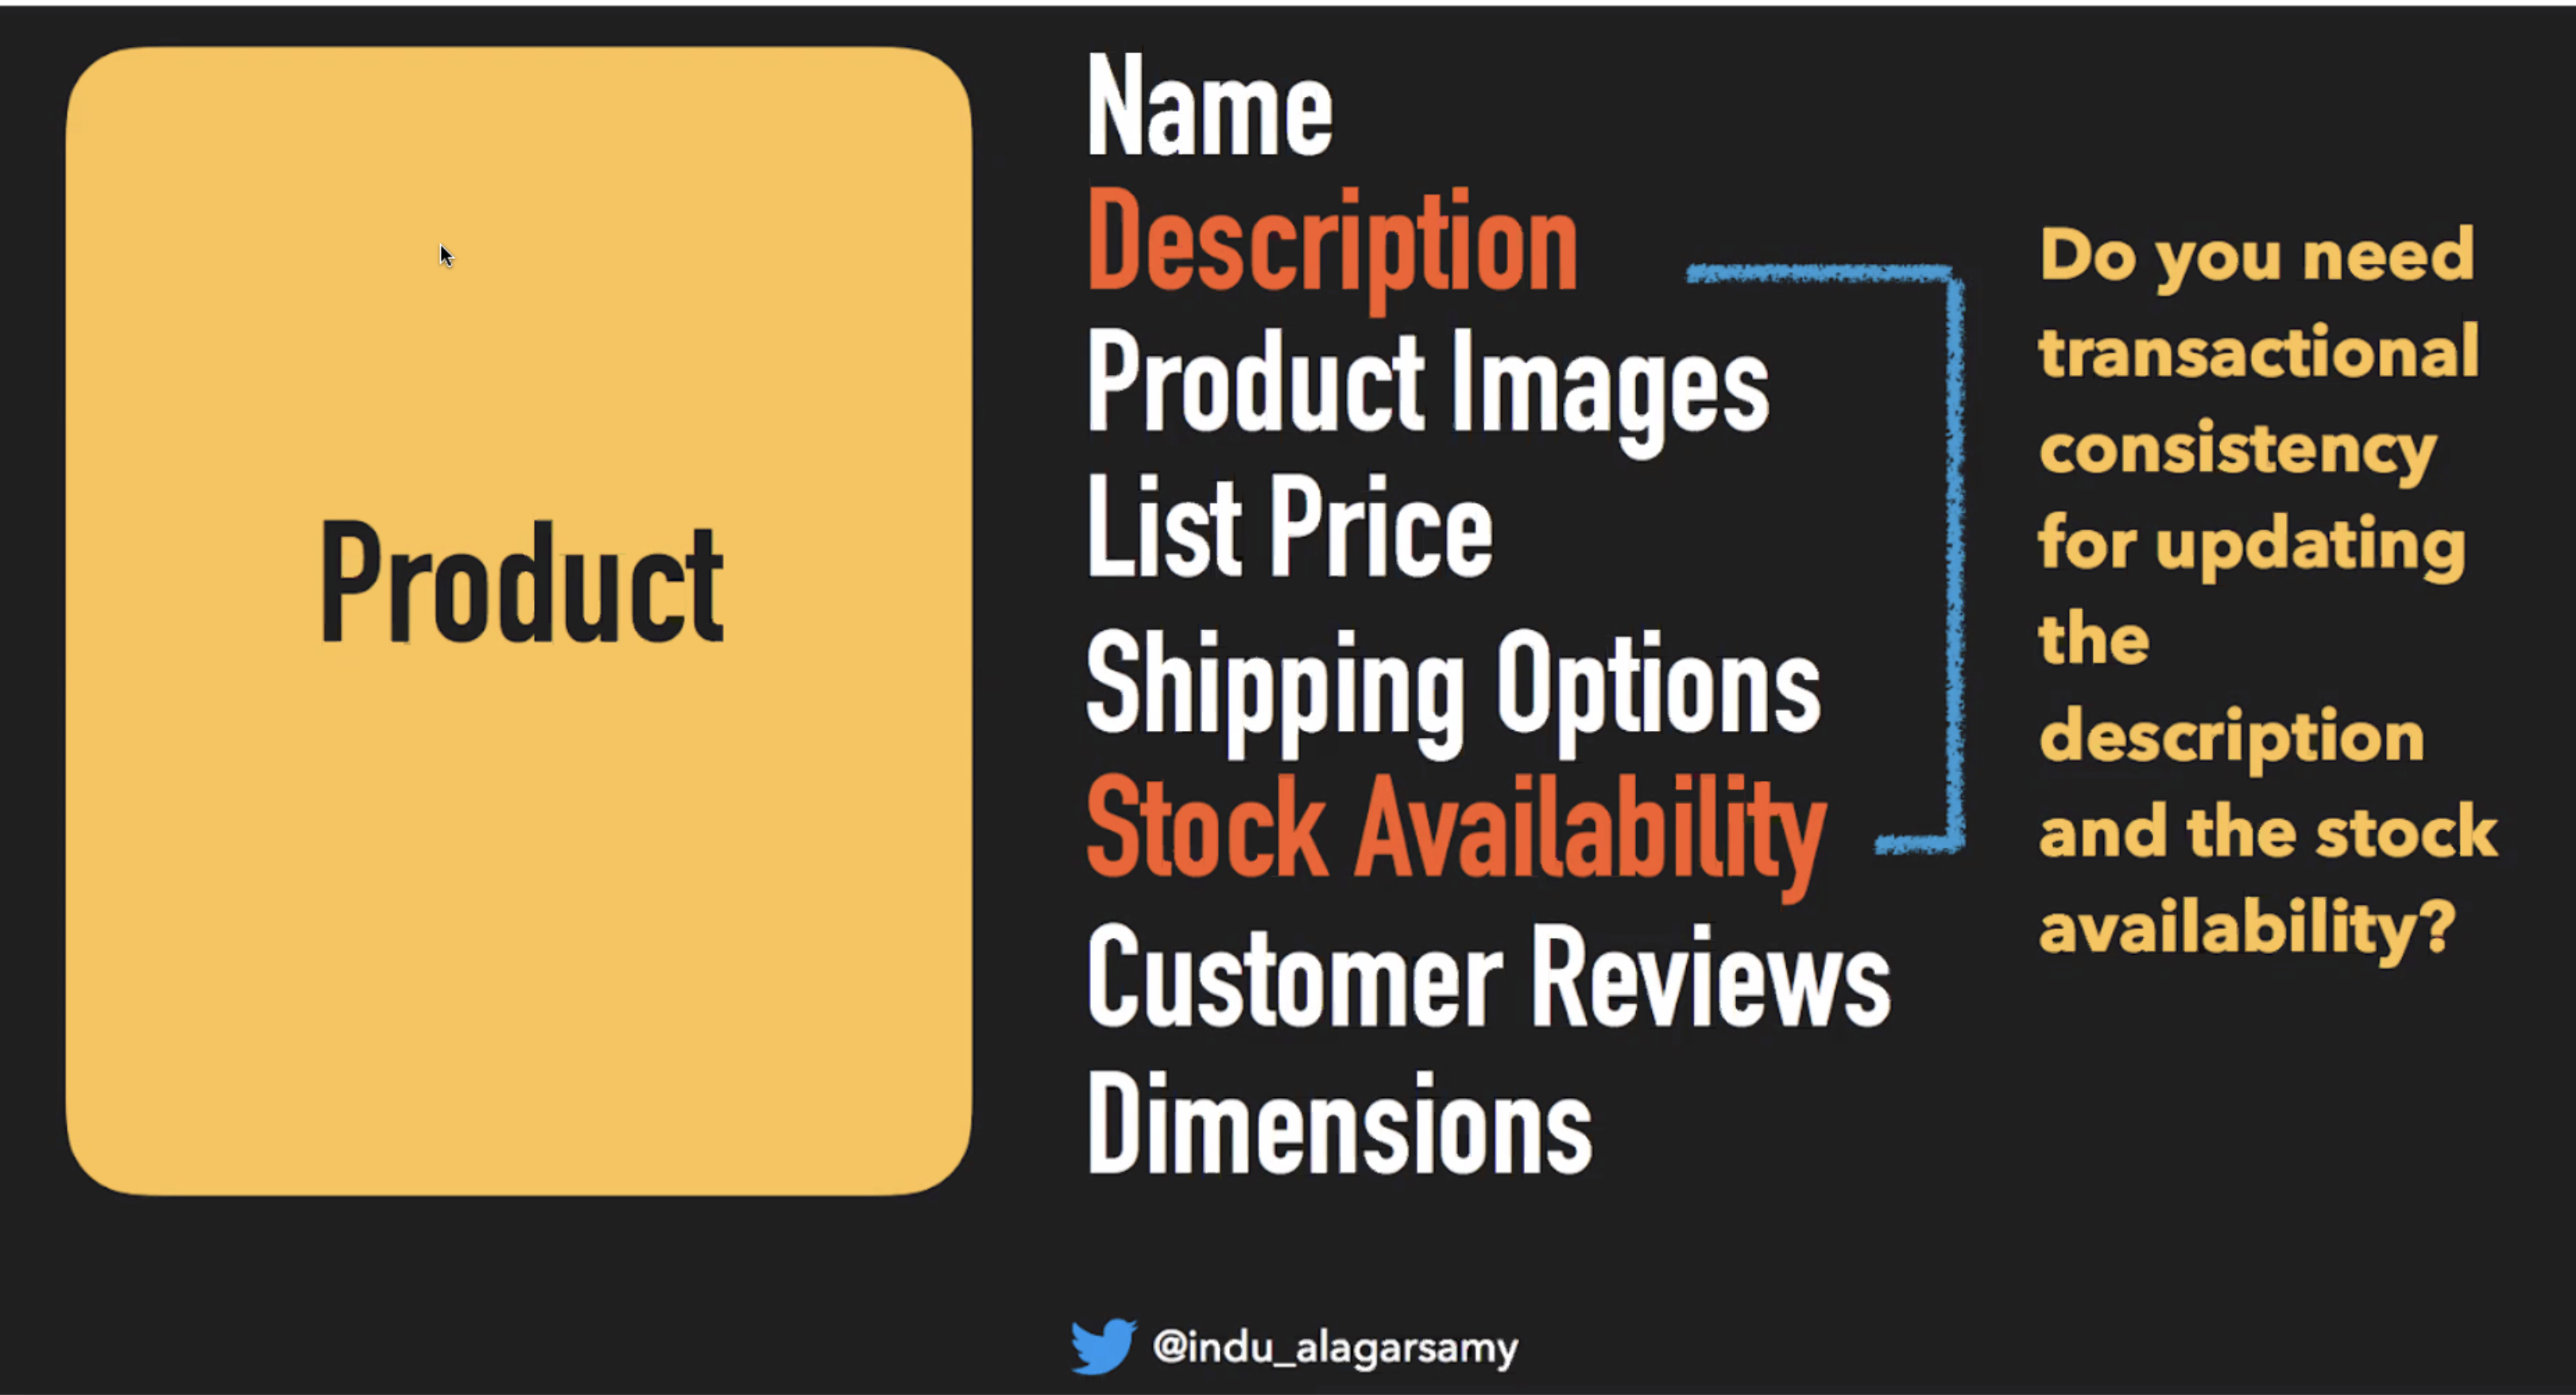 Product
Name
Description
Product Images
List Price
Shipping Options
Stock Availability
Customer Reviews
Dimensions
Do you need
transactional
consistency
for updating
the
description
and the stock
availability?
@indu_alagarsamy